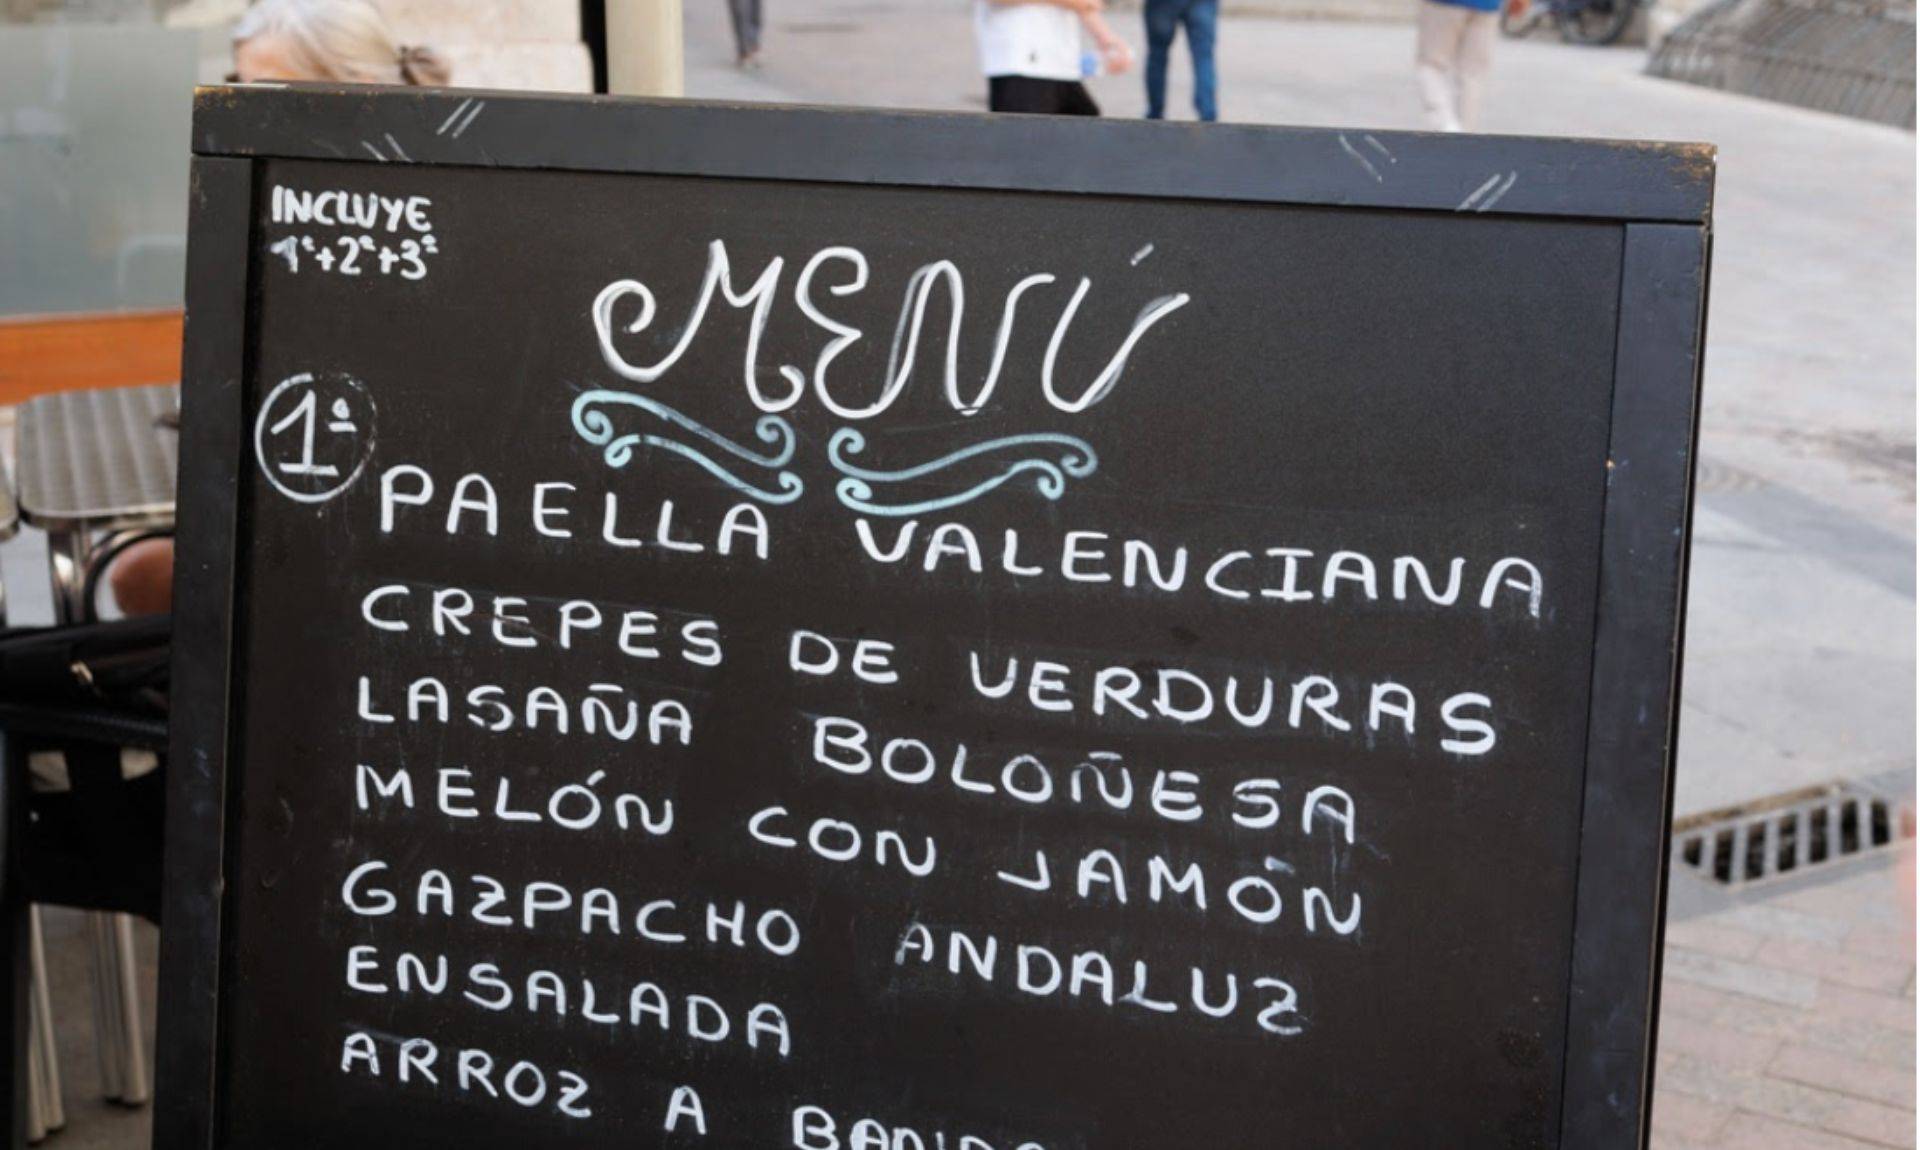 INCLUYE
1º+2º+3º
MENÚ
1º
PAELLA VALENCIANA
CREPES DE VERDURAS
LASAÑA BOLOÑESA
MELÓN CON JAMÓN
GAZPACHO ANDALUZ
ENSALADA
ARROZ A